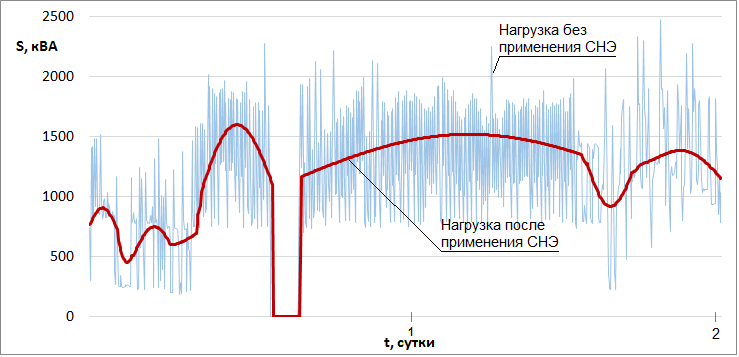 S, кВА
2500
2000
1500
1000
500
0
Нагрузка без
применения СНЭ
Нагрузка после
применения СНЭ
1
2
t, сутки